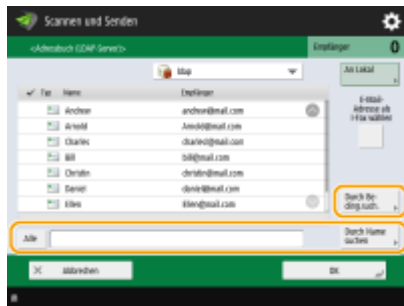 Scannen und Senden
<Adressbuch (LDAP-Server)>
Empfänger 0
ldap
An Lokal
✓ Typ Name Empfänger
Andrew andrew@mail.com
Arnold Arnold@mail.com
Charles charles@mail.com
Bill bill@mail.com
Christin christin@mail.com
Daniel daniel@mail.com
Ellen Ellen@mail.com
E-Mail-
Adresse als
I-Fax wählen
Durch Be-
ding.such.
Alle
Durch Name
suchen
Abbrechen
OK